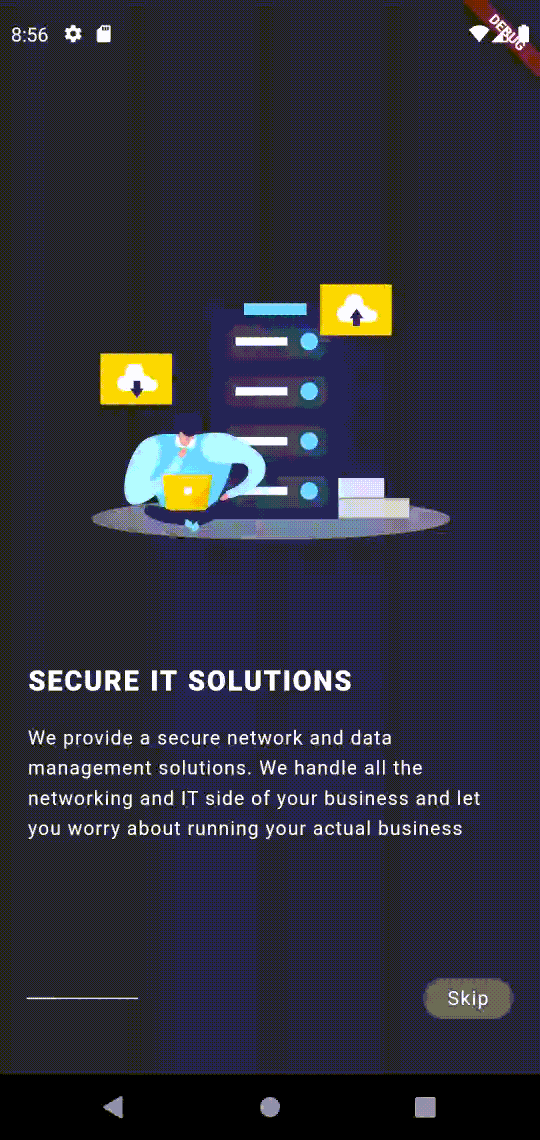 8:56
DEBUG
SECURE IT SOLUTIONS
We provide a secure network and data
management solutions. We handle all the
networking and IT side of your business and let
you worry about running your actual business
Skip